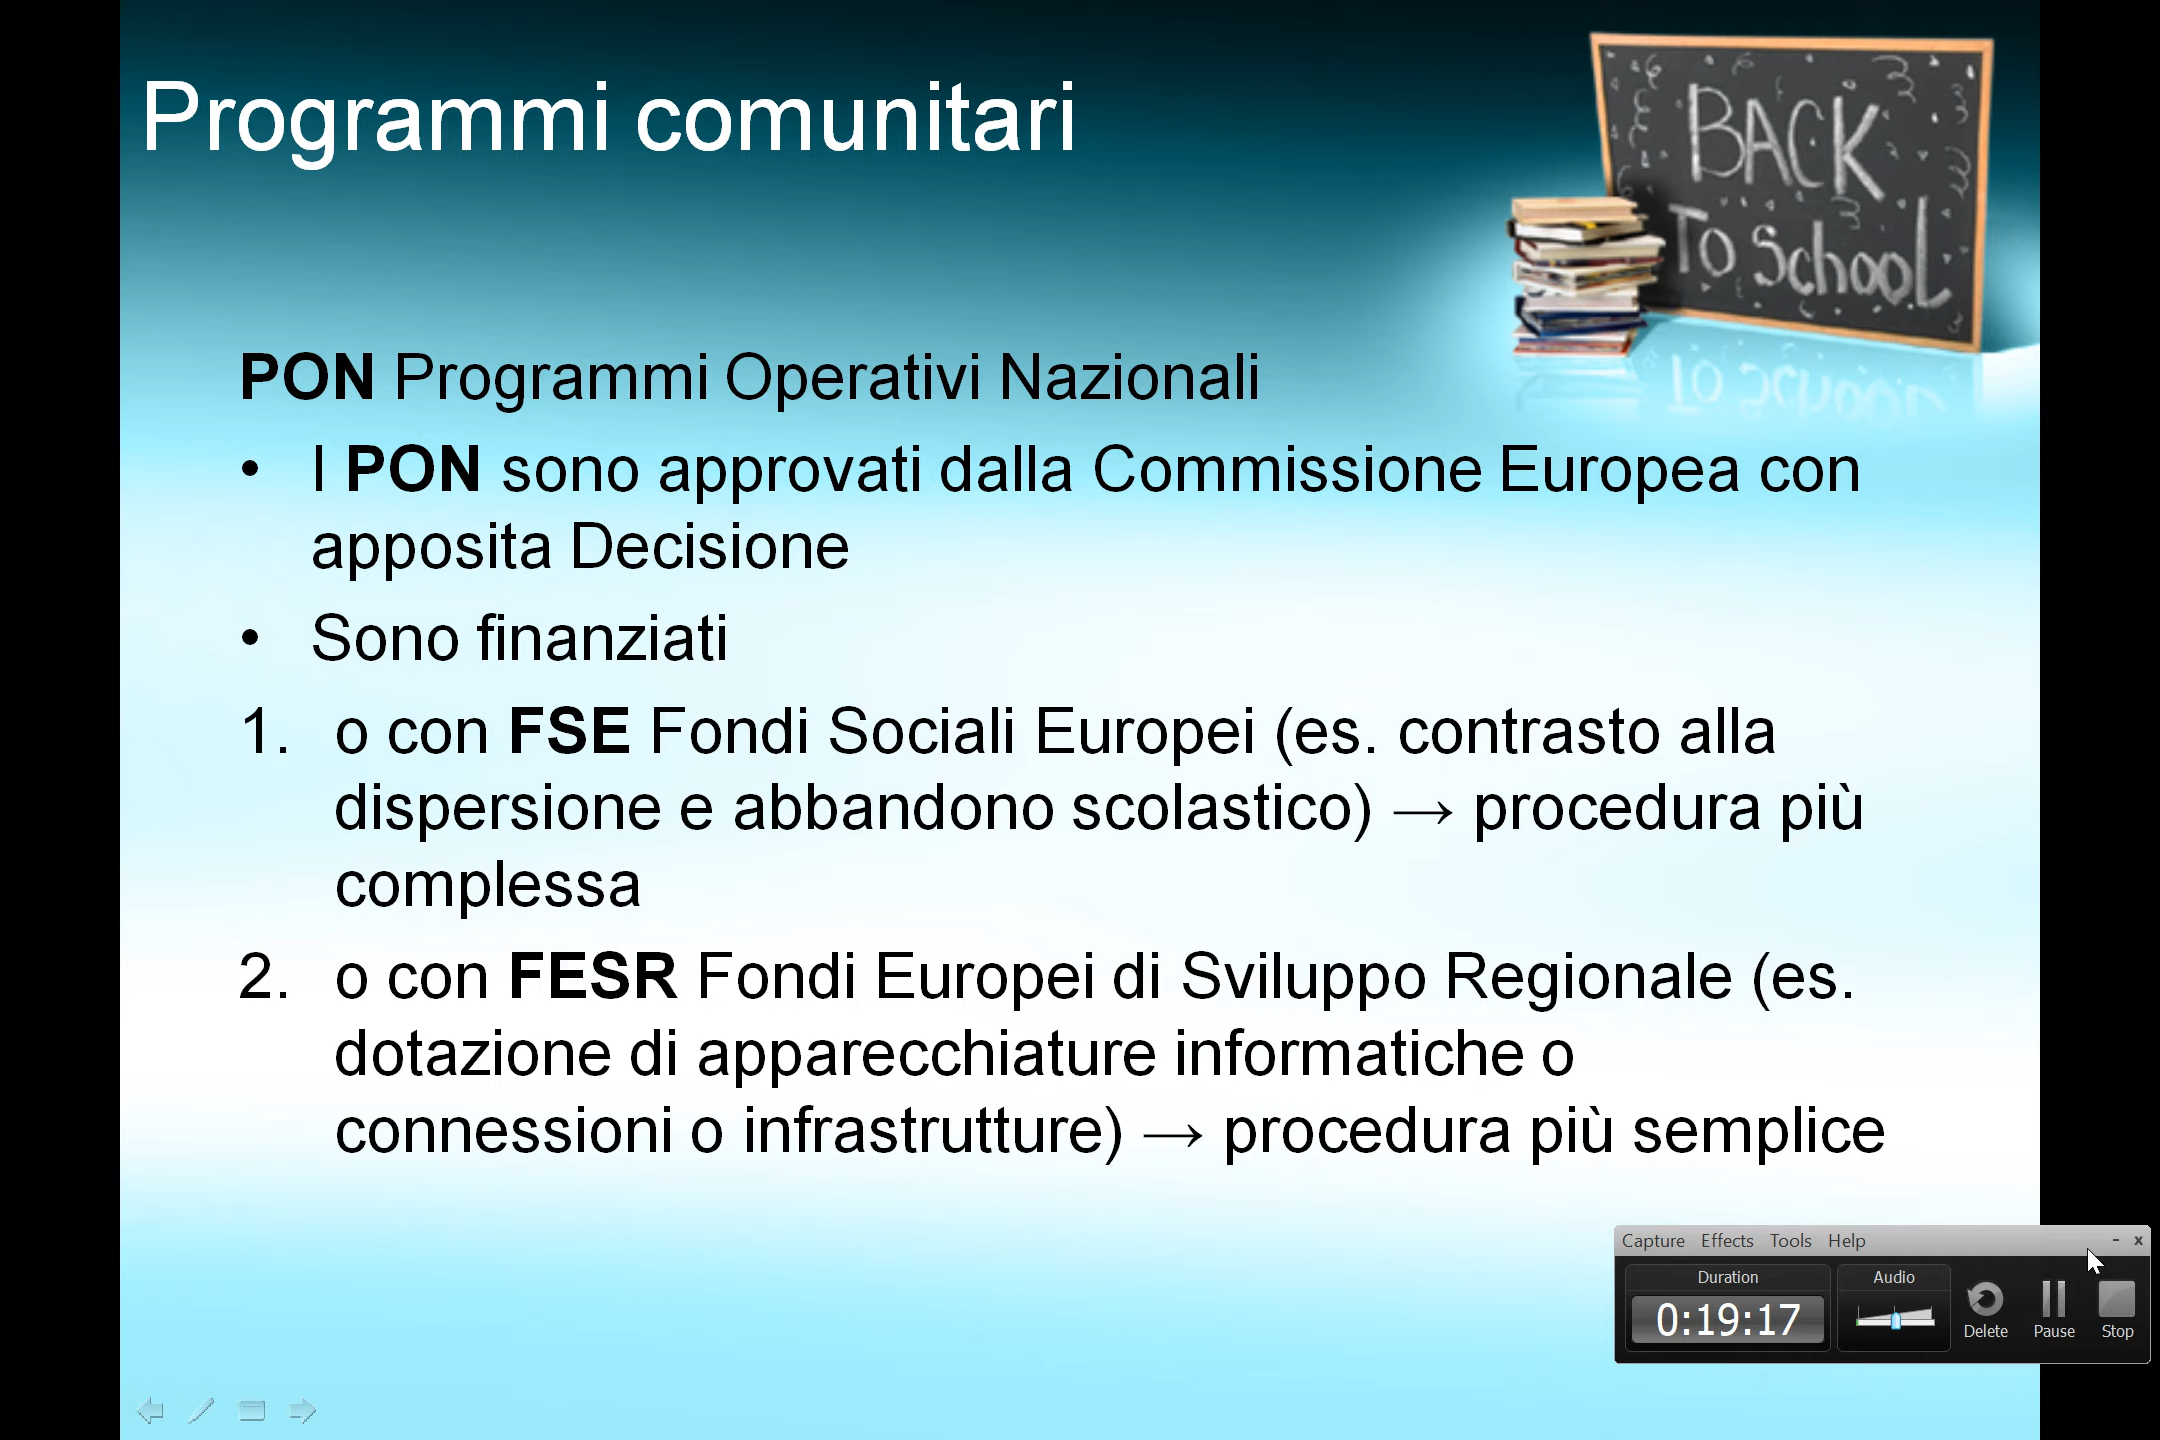 Programmi comunitari
BACK
To School
PON Programmi Operativi Nazionali
• I PON sono approvati dalla Commissione Europea con
apposita Decisione
• Sono finanziati
1. o con FSE Fondi Sociali Europei (es. contrasto alla
dispersione e abbandono scolastico) → procedura più
complessa
2. o con FESR Fondi Europei di Sviluppo Regionale (es.
dotazione di apparecchiature informatiche o
connessioni o infrastrutture) → procedura più semplice
Capture Effects Tools Help - x
Duration Audio
0:19:17
Delete Pause Stop